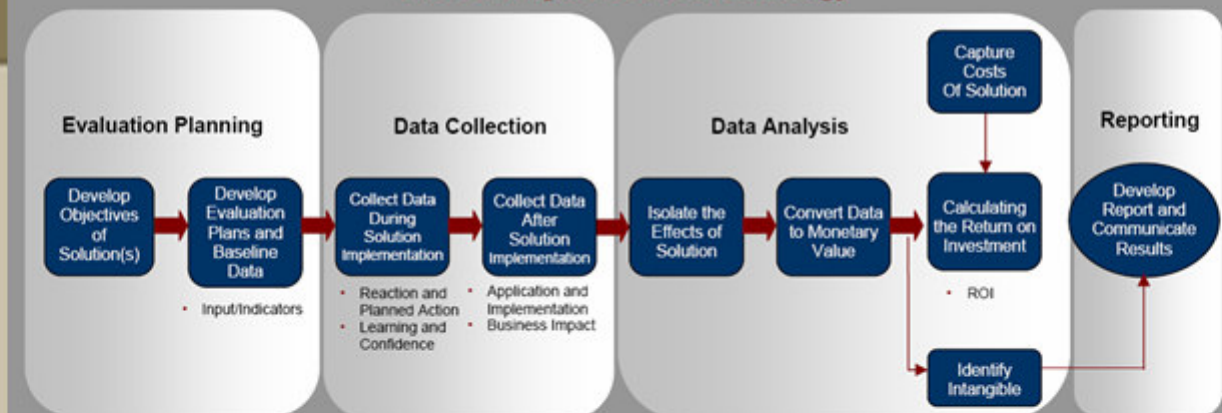 Evaluation Planning
Develop
Objectives
of
Solution(s)
Develop
Evaluation
Plans and
Baseline
Data
• Input/Indicators
Data Collection
Collect Data
During
Solution
Implementation
• Reaction and
Planned Action
• Learning and
Confidence
Collect Data
After
Solution
Implementation
• Application and
Implementation
• Business Impact
Data Analysis
Isolate the
Effects of
Solution
Convert Data
to Monetary
Value
Capture
Costs
Of Solution
Calculating
the Return on
Investment
• ROI
Identify
Intangible
Reporting
Develop
Report and
Communicate
Results